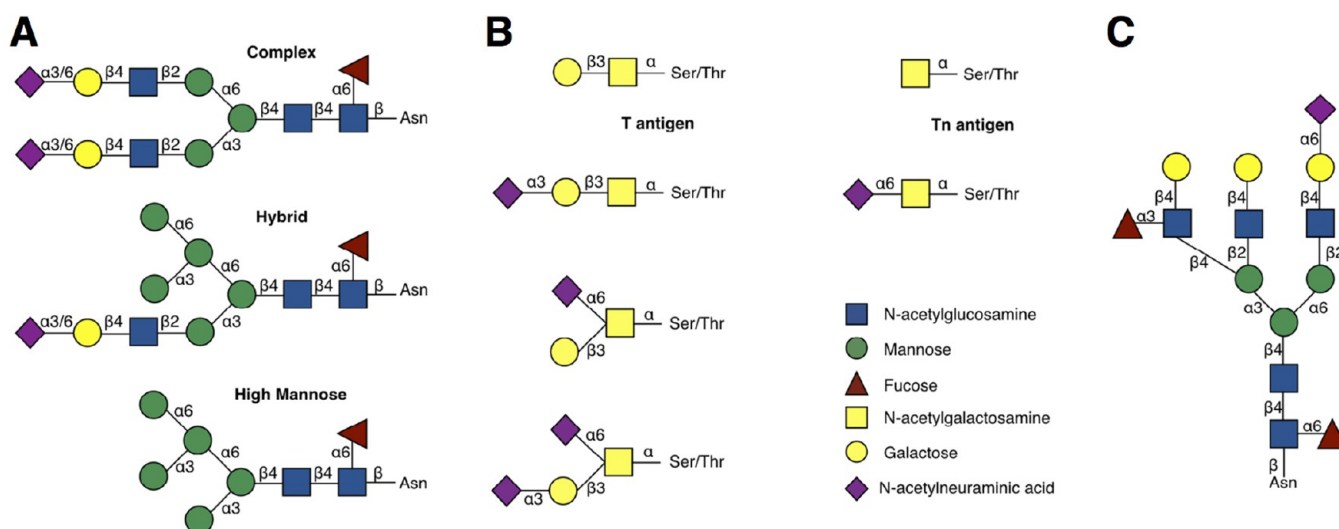 A
Complex
α3/6 β4 β2 α6 β4 β4 α6 β Asn
α3/6 β4 β2 α3
Hybrid
α6
α3 α6 β4 β4 α6 β Asn
α3/6 β4 β2 α3
High Mannose
α6
α3 α6 β4 β4 α6 β Asn
α3
B
β3 α Ser/Thr
T antigen
α3 β3 α Ser/Thr
α6
α Ser/Thr
β3
α6
α Ser/Thr
α3 β3
α Ser/Thr
Tn antigen
α6 α Ser/Thr
N-acetylglucosamine
Mannose
Fucose
N-acetylgalactosamine
Galactose
N-acetylneuraminic acid
C
α6
β4 β4 β4
α3
β4 β2 β2
α3 α6
β4
β4
α6
β
Asn